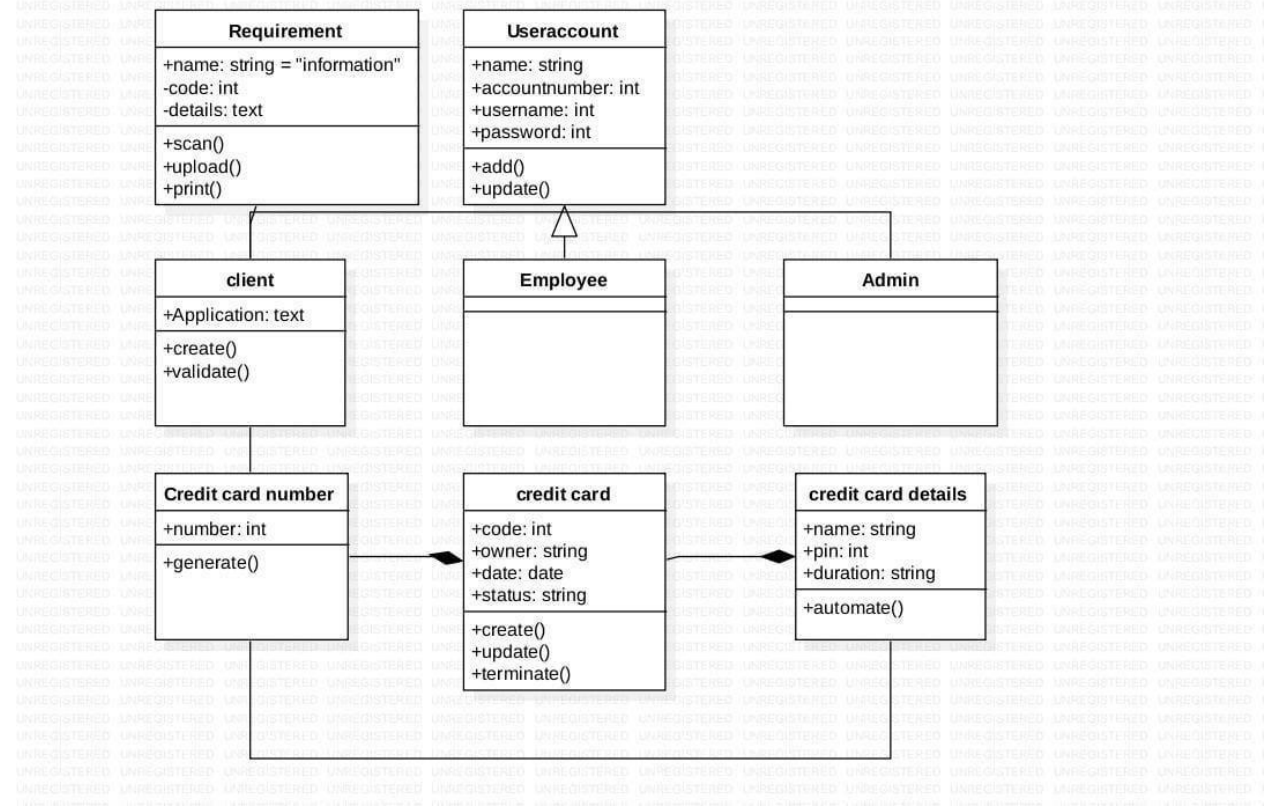 Requirement
+name: string = "information"
-code: int
-details: text
+scan()
+upload()
+print()
Useraccount
+name: string
+accountnumber: int
+username: int
+password: int
+add()
+update()
client
+Application: text
+create()
+validate()
Employee
Admin
Credit card number
+number: int
+generate()
credit card
+code: int
+owner: string
+date: date
+status: string
+create()
+update()
+terminate()
credit card details
+name: string
+pin: int
+duration: string
+automate()
UNREGISTERED